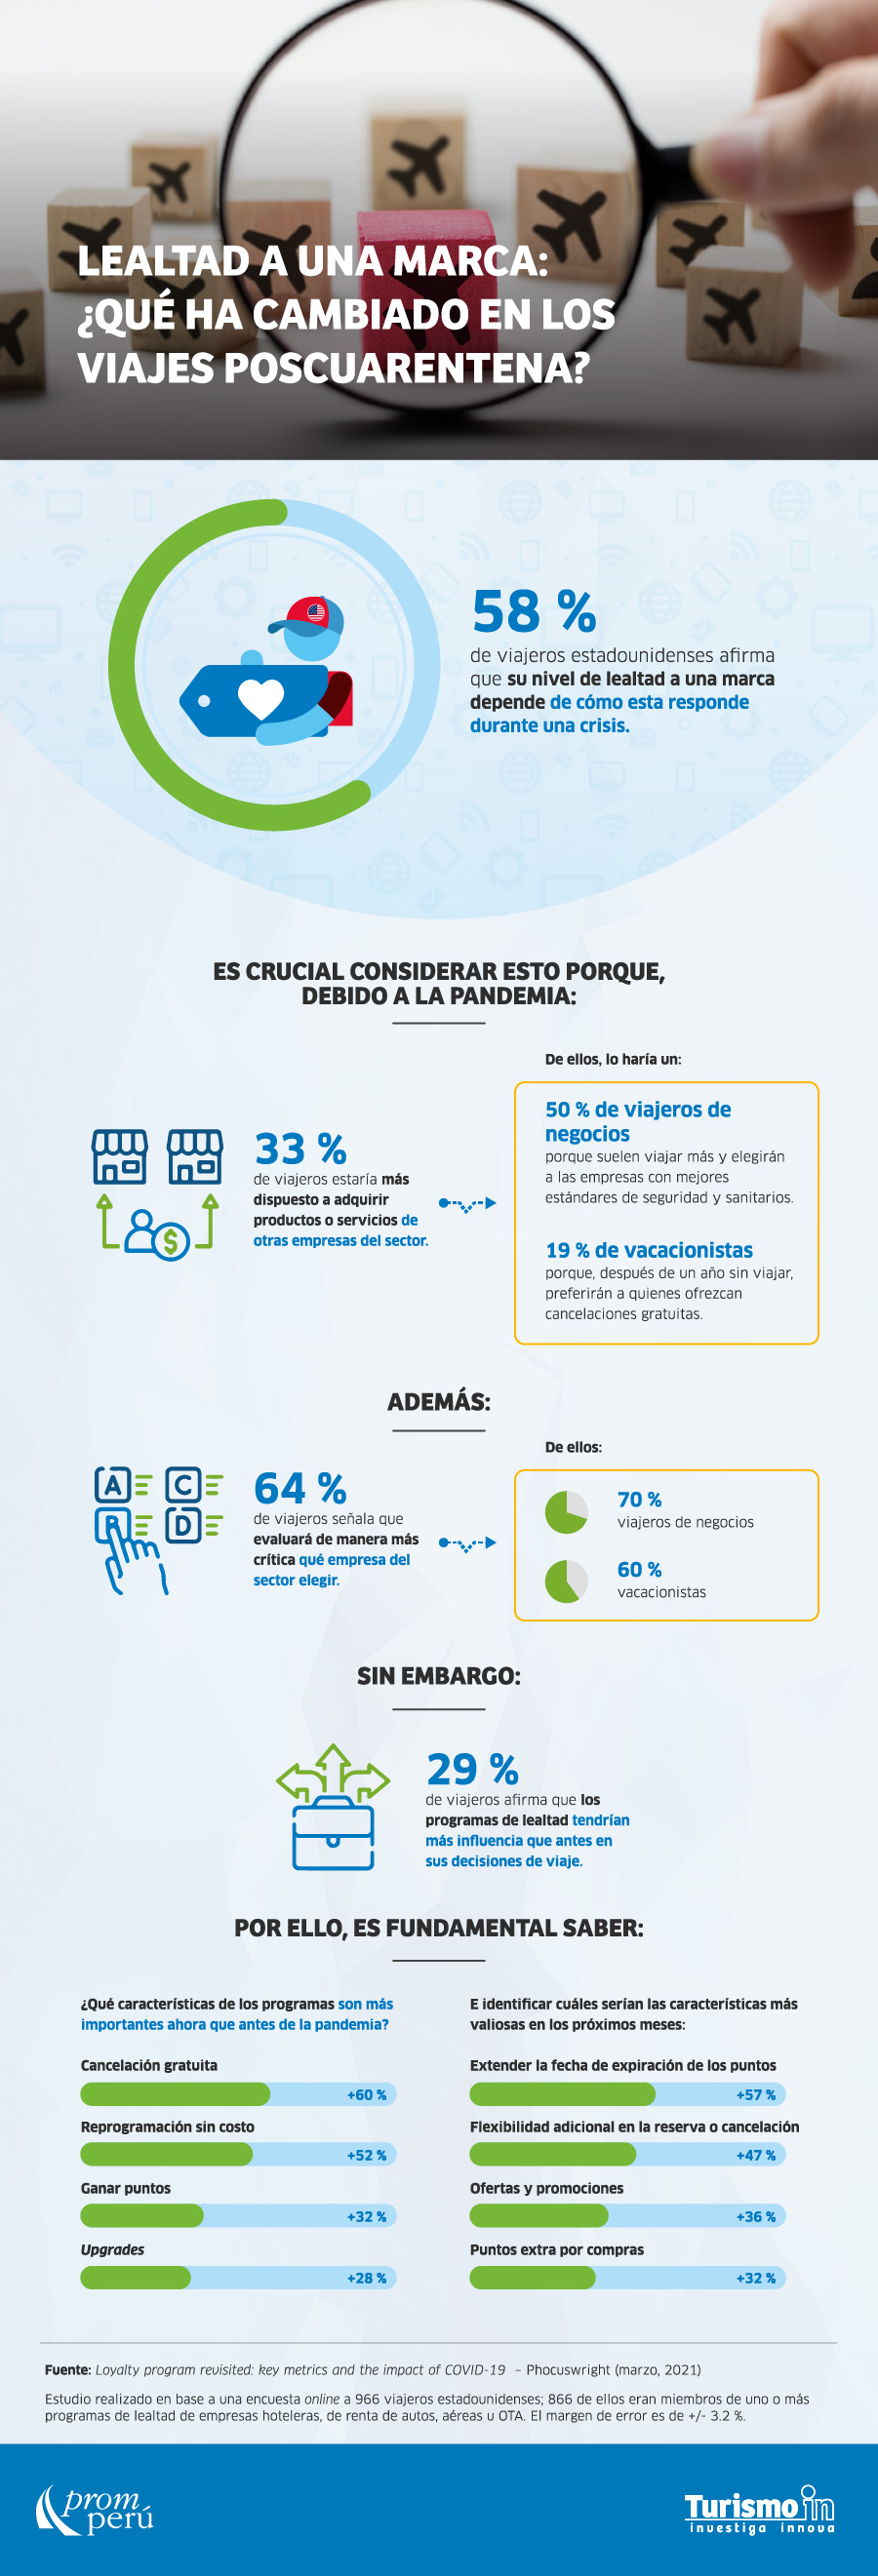 LEALTAD A UNA MARCA:
¿QUÉ HA CAMBIADO EN LOS
VIAJES POSCUARENTENA?
58 %
de viajeros estadounidenses afirma
que su nivel de lealtad a una marca
depende de cómo esta responde
durante una crisis.
ES CRUCIAL CONSIDERAR ESTO PORQUE,
DEBIDO A LA PANDEMIA:
33 %
de viajeros estaría más
dispuesto a adquirir
productos o servicios de
otras empresas del sector.
$
De ellos, lo haría un:
50 % de viajeros de
negocios
porque suelen viajar más y elegirán
a las empresas con mejores
estándares de seguridad y sanitarios.
19 % de vacacionistas
porque, después de un año sin viajar,
preferirán a quienes ofrezcan
cancelaciones gratuitas.
ADEMÁS:
A C
B D
64 %
de viajeros señala que
evaluará de manera más
crítica qué empresa del
sector elegir.
De ellos:
70 %
viajeros de negocios
60 %
vacacionistas
SIN EMBARGO:
29 %
de viajeros afirma que los
programas de lealtad tendrían
más influencia que antes en
sus decisiones de viaje.
POR ELLO, ES FUNDAMENTAL SABER:
¿Qué características de los programas son más
importantes ahora que antes de la pandemia?
Cancelación gratuita
+60 %
Reprogramación sin costo
+52 %
Ganar puntos
+32 %
Upgrades
+28 %
E identificar cuáles serían las características más
valiosas en los próximos meses:
Extender la fecha de expiración de los puntos
+57 %
Flexibilidad adicional en la reserva o cancelación
+47 %
Ofertas y promociones
+36 %
Puntos extra por compras
+32 %
Fuente: Loyalty program revisited: key metrics and the impact of COVID-19 – Phocuswright (marzo, 2021)
Estudio realizado en base a una encuesta online a 966 viajeros estadounidenses; 866 de ellos eran miembros de uno o más
programas de lealtad de empresas hoteleras, de renta de autos, aéreas u OTA. El margen de error es de +/- 3.2 %.
prom
perú
Turismo in
investiga innova